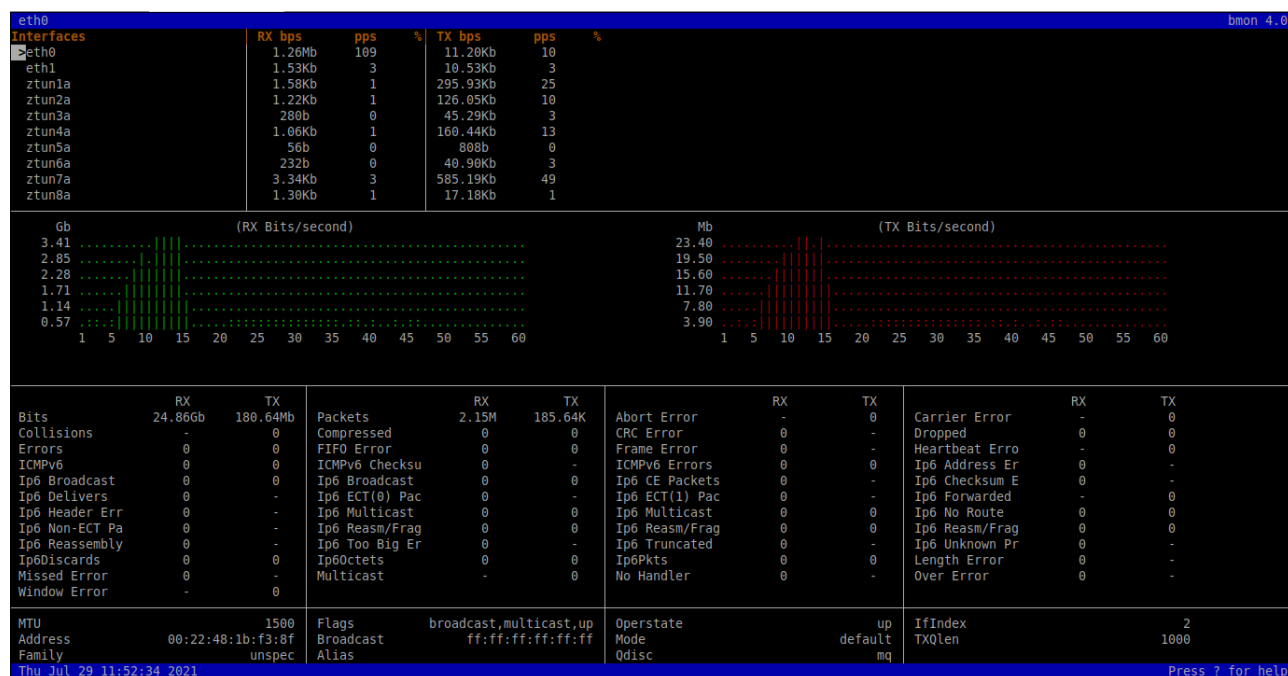 eth0 bmon 4.0
Interfaces RX bps pps % TX bps pps %
>eth0 1.26Mb 109 11.20Kb 10
eth1 1.53Kb 3 10.53Kb 3
ztun1a 1.58Kb 1 295.93Kb 25
ztun2a 1.22Kb 1 126.05Kb 10
ztun3a 280b 0 45.29Kb 3
ztun4a 1.06Kb 1 160.44Kb 13
ztun5a 56b 0 808b 0
ztun6a 232b 0 40.90Kb 3
ztun7a 3.34Kb 3 585.19Kb 49
ztun8a 1.30Kb 1 17.18Kb 1
Gb (RX Bits/second) Mb (TX Bits/second)
3.41 23.40
2.85 19.50
2.28 15.60
1.71 11.70
1.14 7.80
0.57 3.90
1 5 10 15 20 25 30 35 40 45 50 55 60 1 5 10 15 20 25 30 35 40 45 50 55 60
RX TX RX TX RX TX RX TX
Bits 24.86Gb 180.64Mb Packets 2.15M 185.64K Abort Error - 0 Carrier Error - 0
Collisions - 0 Compressed 0 0 CRC Error 0 - Dropped 0 0
Errors 0 0 FIFO Error 0 0 Frame Error 0 - Heartbeat Erro - 0
ICMPv6 0 0 ICMPv6 Checksu 0 - ICMPv6 Errors 0 0 Ip6 Address Er 0 -
Ip6 Broadcast 0 0 Ip6 Broadcast 0 0 Ip6 CE Packets 0 - Ip6 Checksum E 0 -
Ip6 Delivers 0 - Ip6 ECT(0) Pac 0 - Ip6 ECT(1) Pac 0 - Ip6 Forwarded - 0
Ip6 Header Err 0 - Ip6 Multicast 0 0 Ip6 Multicast 0 0 Ip6 No Route 0 0
Ip6 Non-ECT Pa 0 - Ip6 Reasm/Frag 0 0 Ip6 Reasm/Frag 0 0 Ip6 Reasm/Frag 0 0
Ip6 Reassembly 0 - Ip6 Too Big Er 0 - Ip6 Truncated 0 - Ip6 Unknown Pr 0 -
Ip6Discards 0 0 Ip6Octets 0 0 Ip6Pkts 0 0 Length Error 0 -
Missed Error 0 - Multicast - 0 No Handler 0 - Over Error 0 -
Window Error - 0
MTU 1500 Flags broadcast,multicast,up Operstate up IfIndex 2
Address 00:22:48:1b:f3:8f Broadcast ff:ff:ff:ff:ff:ff Mode default TXQlen 1000
Family unspec Alias Qdisc mq
Thu Jul 29 11:52:34 2021 Press ? for help